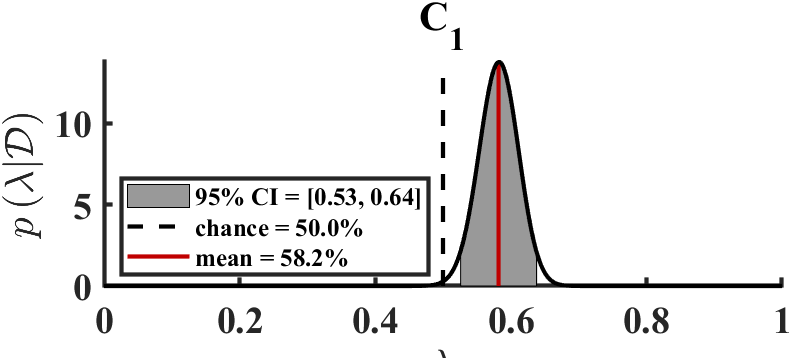 C1
p (λ|D)
10
5
0
95% CI = [0.53, 0.64]
chance = 50.0%
mean = 58.2%
0 0.2 0.4 0.6 0.8 1